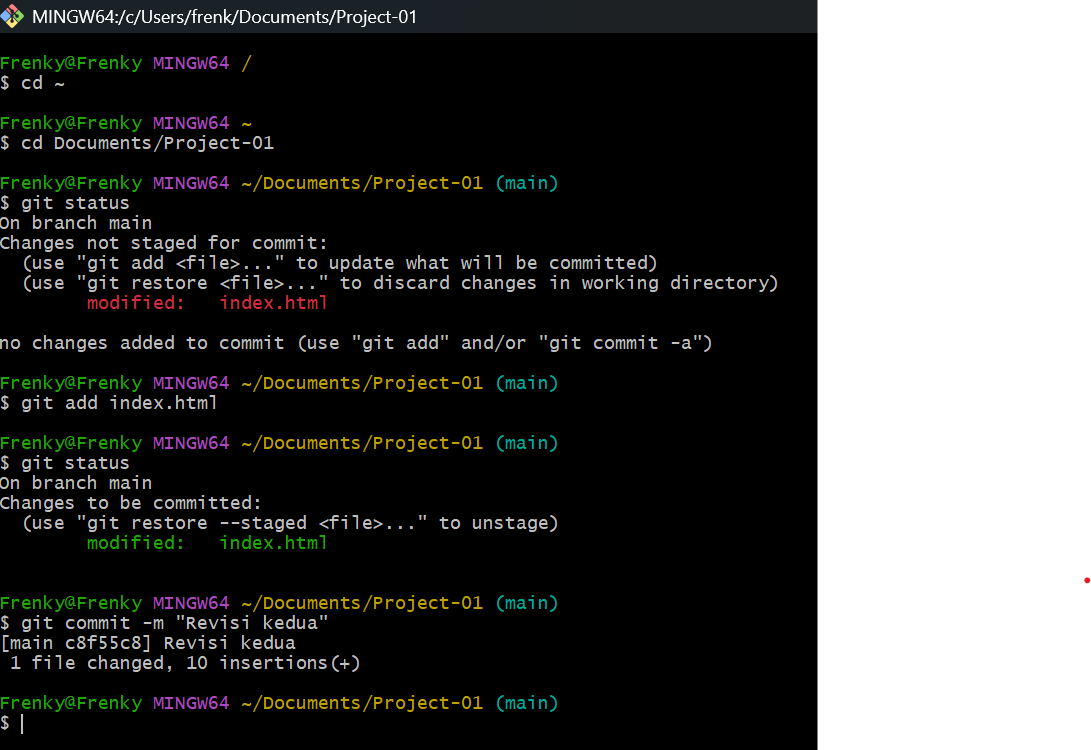 MINGW64:/c/Users/frenk/Documents/Project-01
Frenky@Frenky MINGW64 /
$ cd ~
Frenky@Frenky MINGW64 ~
$ cd Documents/Project-01
Frenky@Frenky MINGW64 ~/Documents/Project-01 (main)
$ git status
On branch main
Changes not staged for commit:
  (use "git add <file>..." to update what will be committed)
  (use "git restore <file>..." to discard changes in working directory)
        modified:   index.html
no changes added to commit (use "git add" and/or "git commit -a")
Frenky@Frenky MINGW64 ~/Documents/Project-01 (main)
$ git add index.html
Frenky@Frenky MINGW64 ~/Documents/Project-01 (main)
$ git status
On branch main
Changes to be committed:
  (use "git restore --staged <file>..." to unstage)
        modified:   index.html
Frenky@Frenky MINGW64 ~/Documents/Project-01 (main)
$ git commit -m "Revisi kedua"
[main c8f55c8] Revisi kedua
 1 file changed, 10 insertions(+)
Frenky@Frenky MINGW64 ~/Documents/Project-01 (main)
$